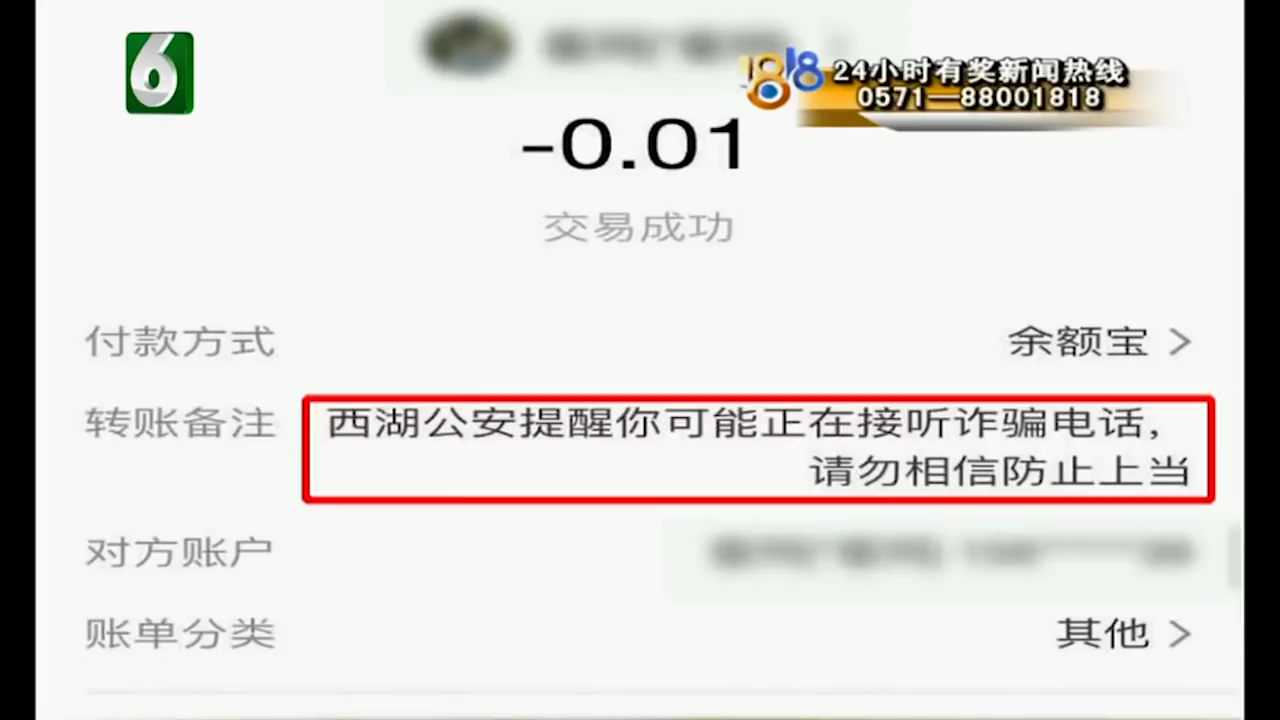 6
1818
24小时有奖新闻热线
0571—88001818
-0.01
交易成功
付款方式
余额宝 >
转账备注
西湖公安提醒你可能正在接听诈骗电话,
请勿相信防止上当
对方账户
账单分类
其他 >